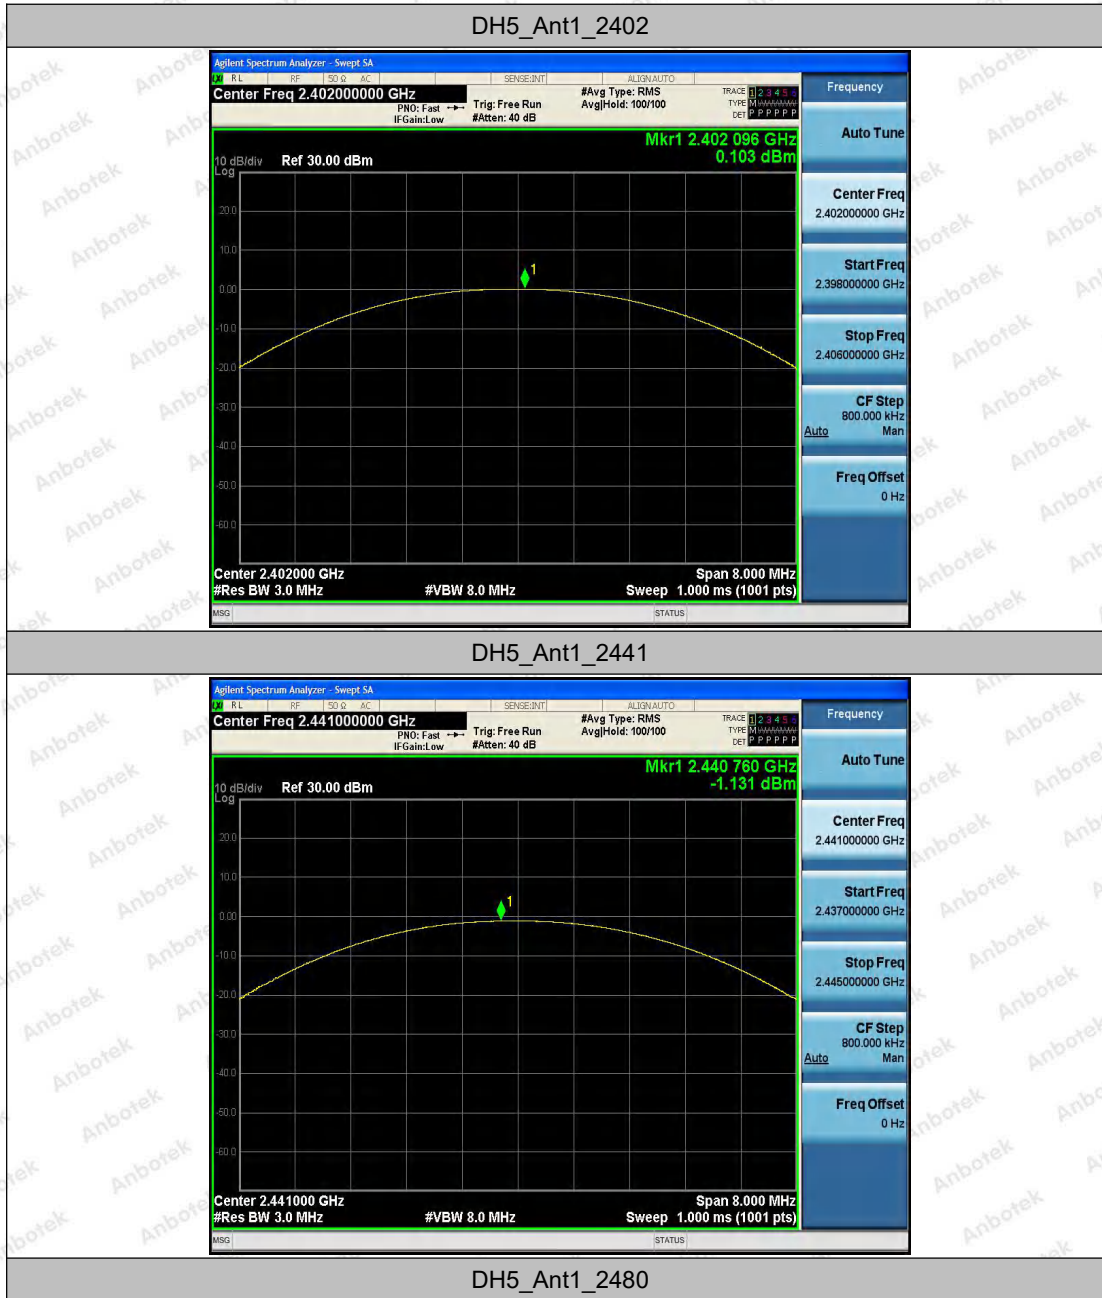 DH5_Ant1_2402
Agilent Spectrum Analyzer - Swept SA
RL RF 50 Ω AC SENSE:INT ALIGNAUTO
Center Freq 2.402000000 GHz
PNO: Fast
IFGain:Low
Trig: Free Run
#Atten: 40 dB
#Avg Type: RMS
Avg|Hold: 100/100
TRACE 1 2 3 4 5 6
TYPE M
DET P P P P P P
Mkr1 2.402 096 GHz
0.103 dBm
10 dB/div Ref 30.00 dBm
Log
20.0
10.0
1
0.00
-10.0
-20.0
-30.0
-40.0
-50.0
-60.0
Center 2.402000 GHz Span 8.000 MHz
#Res BW 3.0 MHz #VBW 8.0 MHz Sweep 1.000 ms (1001 pts)
MSG STATUS
Frequency
Auto Tune
Center Freq
2.402000000 GHz
Start Freq
2.398000000 GHz
Stop Freq
2.406000000 GHz
CF Step
800.000 kHz
Auto Man
Freq Offset
0 Hz
DH5_Ant1_2441
Agilent Spectrum Analyzer - Swept SA
RL RF 50 Ω AC SENSE:INT ALIGNAUTO
Center Freq 2.441000000 GHz
PNO: Fast
IFGain:Low
Trig: Free Run
#Atten: 40 dB
#Avg Type: RMS
Avg|Hold: 100/100
TRACE 1 2 3 4 5 6
TYPE M
DET P P P P P P
Mkr1 2.440 760 GHz
-1.131 dBm
10 dB/div Ref 30.00 dBm
Log
20.0
10.0
1
0.00
-10.0
-20.0
-30.0
-40.0
-50.0
-60.0
Center 2.441000 GHz Span 8.000 MHz
#Res BW 3.0 MHz #VBW 8.0 MHz Sweep 1.000 ms (1001 pts)
MSG STATUS
Frequency
Auto Tune
Center Freq
2.441000000 GHz
Start Freq
2.437000000 GHz
Stop Freq
2.445000000 GHz
CF Step
800.000 kHz
Auto Man
Freq Offset
0 Hz
DH5_Ant1_2480
Anbotek